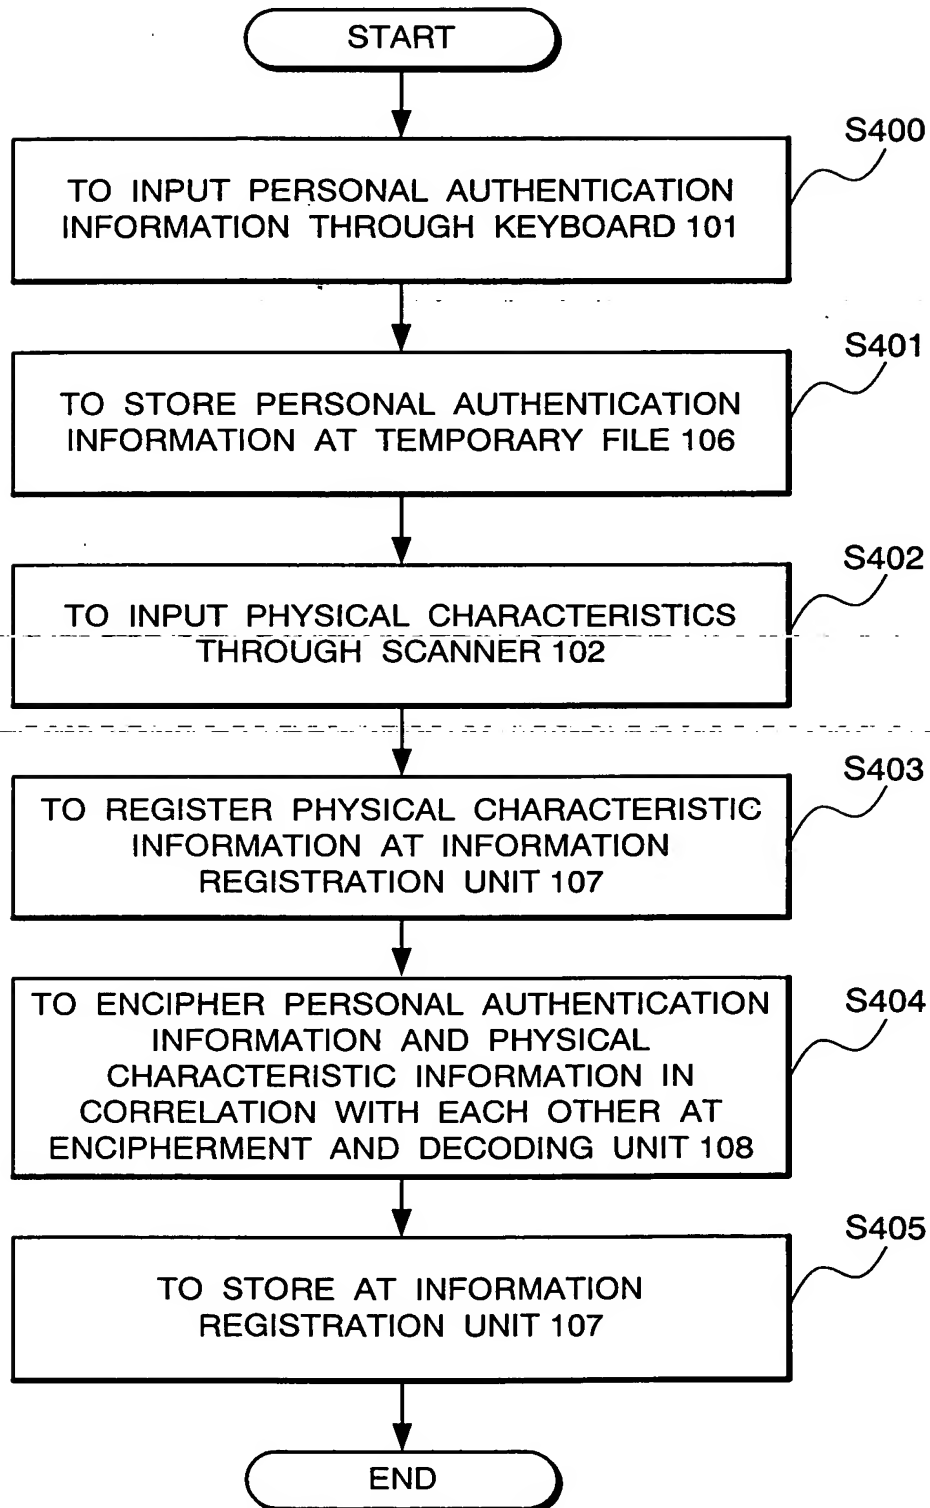 START
S400
TO INPUT PERSONAL AUTHENTICATION
INFORMATION THROUGH KEYBOARD 101
S401
TO STORE PERSONAL AUTHENTICATION
INFORMATION AT TEMPORARY FILE 106
S402
TO INPUT PHYSICAL CHARACTERISTICS
THROUGH SCANNER 102
S403
TO REGISTER PHYSICAL CHARACTERISTIC
INFORMATION AT INFORMATION
REGISTRATION UNIT 107
S404
TO ENCIPHER PERSONAL AUTHENTICATION
INFORMATION AND PHYSICAL
CHARACTERISTIC INFORMATION IN
CORRELATION WITH EACH OTHER AT
ENCIPHERMENT AND DECODING UNIT 108
S405
TO STORE AT INFORMATION
REGISTRATION UNIT 107
END